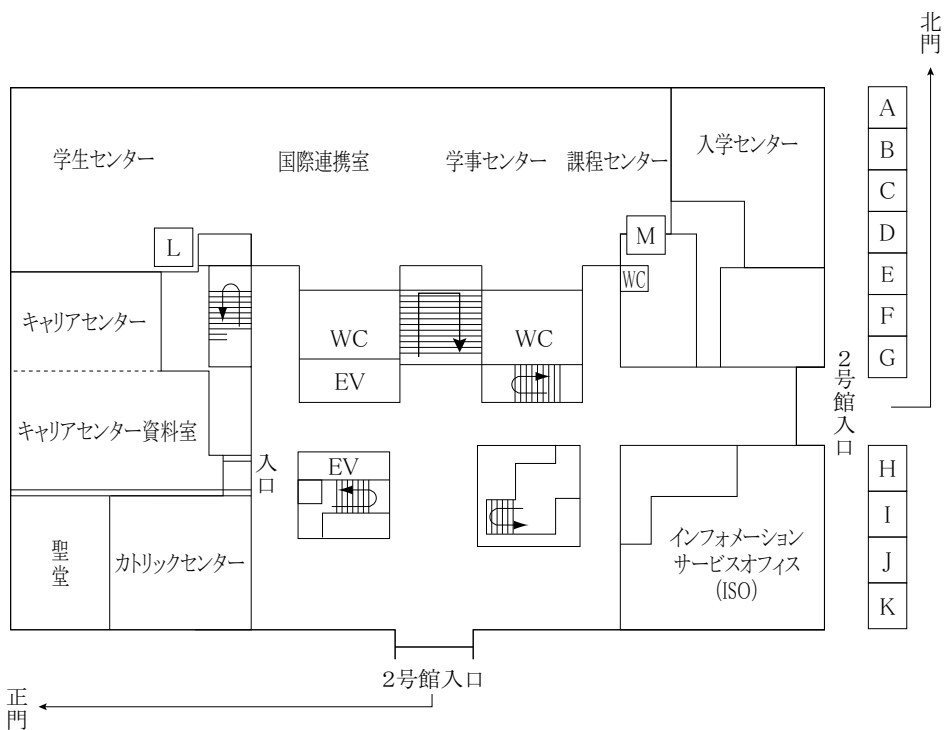 北門
A
B
C
D
E
F
G
学生センター
国際連携室
学事センター
課程センター
入学センター
L
M
WC
キャリアセンター
WC
WC
EV
2号館入口
キャリアセンター資料室
入口
EV
H
I
J
K
聖堂
カトリックセンター
インフォメーション
サービスオフィス
(ISO)
2号館入口
正門